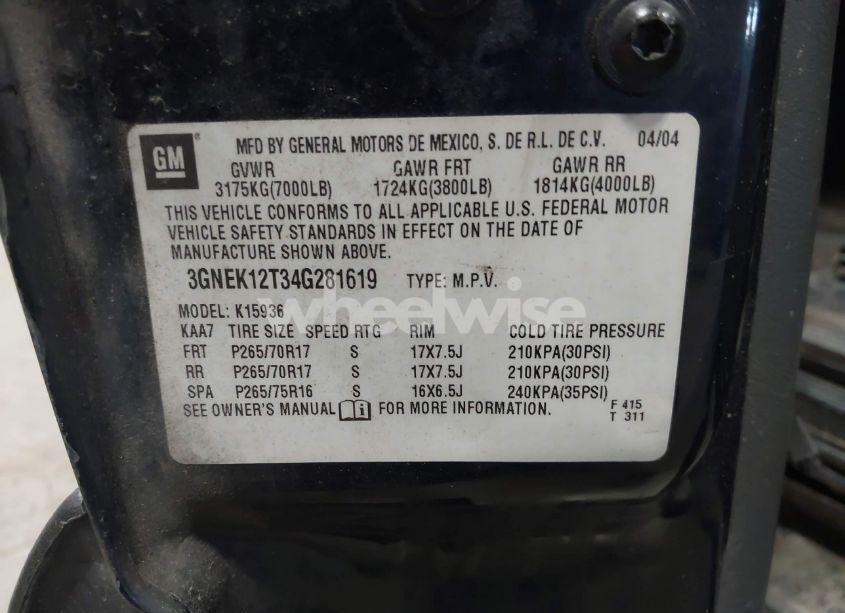 GM ® MFD BY GENERAL MOTORS DE MEXICO, S. DE R.L. DE C.V. 04/04
GVWR GAWR FRT GAWR RR
3175KG(7000LB) 1724KG(3800LB) 1814KG(4000LB)
THIS VEHICLE CONFORMS TO ALL APPLICABLE U.S. FEDERAL MOTOR
VEHICLE SAFETY STANDARDS IN EFFECT ON THE DATE OF
MANUFACTURE SHOWN ABOVE.
3GNEK12T34G281619 TYPE: M.P.V.
wheelwise
MODEL: K15936
KAA7 TIRE SIZE SPEED RTG RIM COLD TIRE PRESSURE
FRT P265/70R17 S 17X7.5J 210KPA(30PSI)
RR P265/70R17 S 17X7.5J 210KPA(30PSI)
SPA P265/75R16 S 16X6.5J 240KPA(35PSI)
SEE OWNER'S MANUAL FOR MORE INFORMATION. F 415
T 311